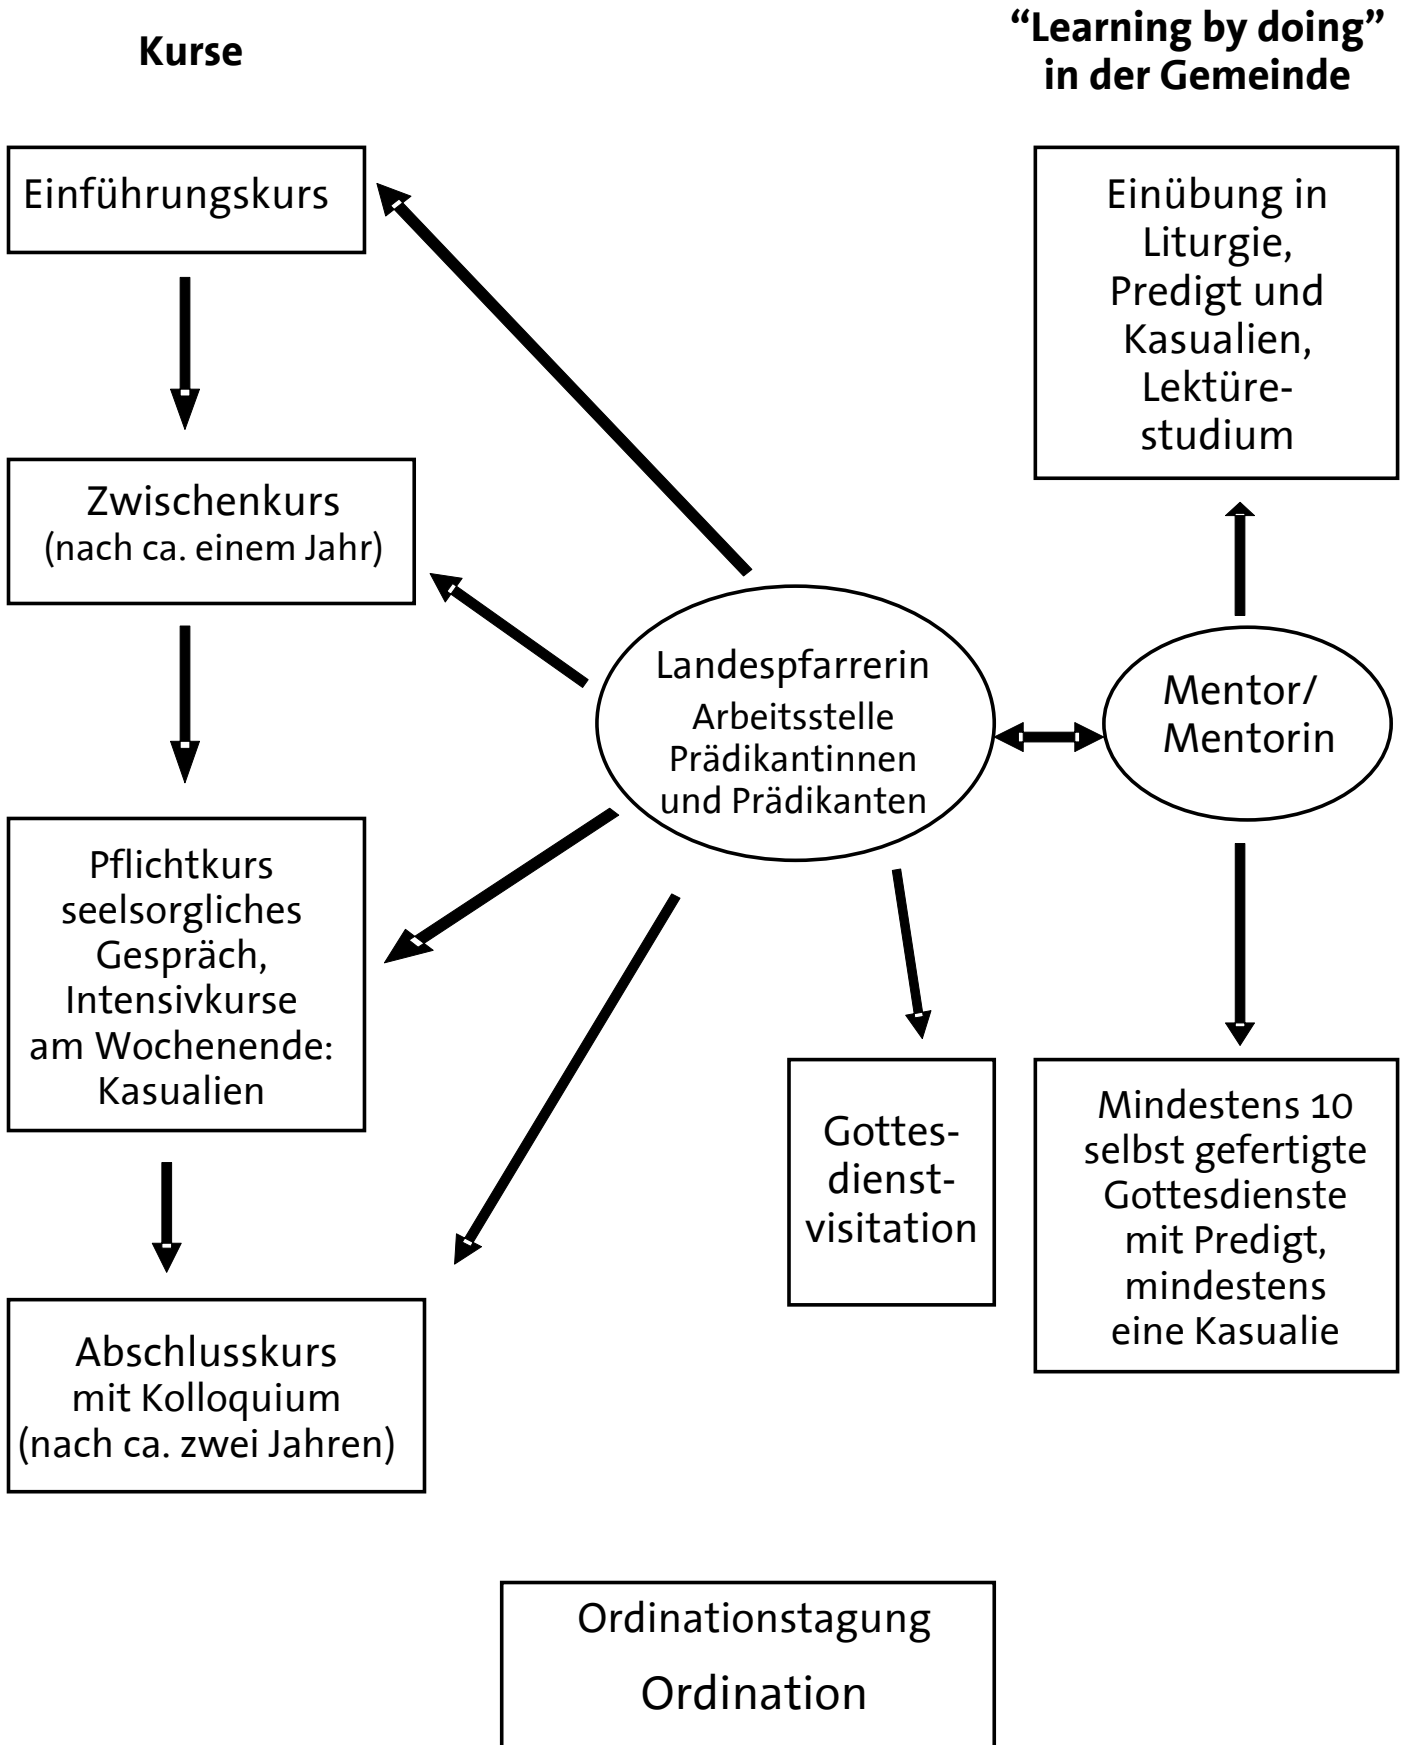 Kurse
“Learning by doing”
in der Gemeinde
Einführungskurs
Zwischenkurs
(nach ca. einem Jahr)
Pflichtkurs
seelsorgliches
Gespräch,
Intensivkurse
am Wochenende:
Kasualien
Abschlusskurs
mit Kolloquium
(nach ca. zwei Jahren)
Landespfarrerin
Arbeitsstelle
Prädikantinnen
und Prädikanten
Gottes-
dienst-
visitation
Einübung in
Liturgie,
Predigt und
Kasualien,
Lektüre-
studium
Mentor/
Mentorin
Mindestens 10
selbst gefertigte
Gottesdienste
mit Predigt,
mindestens
eine Kasualie
Ordinationstagung
Ordination